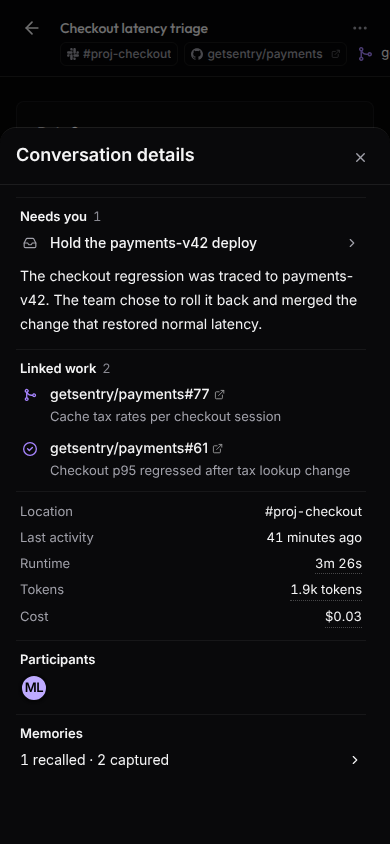 Checkout latency triage
#proj-checkout
getsentry/payments
g
Conversation details
Needs you 1
Hold the payments-v42 deploy
The checkout regression was traced to payments-
v42. The team chose to roll it back and merged the
change that restored normal latency.
Linked work 2
getsentry/payments#77
Cache tax rates per checkout session
getsentry/payments#61
Checkout p95 regressed after tax lookup change
Location #proj-checkout
Last activity 41 minutes ago
Runtime 3m 26s
Tokens 1.9k tokens
Cost $0.03
Participants
ML
Memories
1 recalled · 2 captured